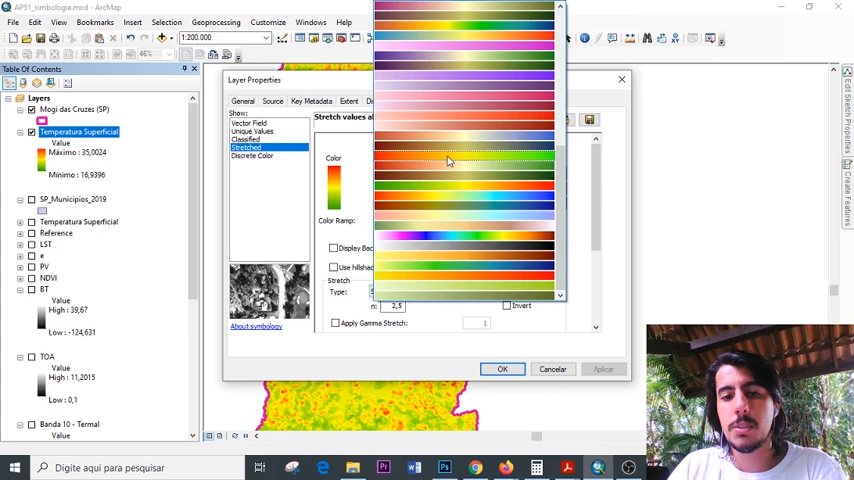 AP51_simbologia.mxd - ArcMap
File Edit View Bookmarks Insert Selection Geoprocessing Customize Windows
1:200.000
46%
Table Of Contents
Layers
Mogi das Cruzes (SP)
Temperatura Superficial
Value
Máximo : 35,0024
Mínimo : 16,9396
SP_Municipios_2019
Temperatura Superficial
Reference
LST
e
PV
NDVI
BT
Value
High : 39,67
Low : -124,631
TOA
Value
High : 11,2015
Low : 0,1
Banda 10 - Termal
Value
Layer Properties
General Source Key Metadata Extent
Show:
Vector Field
Unique Values
Classified
Stretched
Discrete Color
Stretch values
Color
Color Ramp:
Display
Use hillsha
Stretch
Type:
n: 2,5
Invert
Apply Gamma Stretch: 1
About symbology
OK Cancelar Aplicar
Edit Sketch Properties
Create Features
Digite aqui para pesquisar